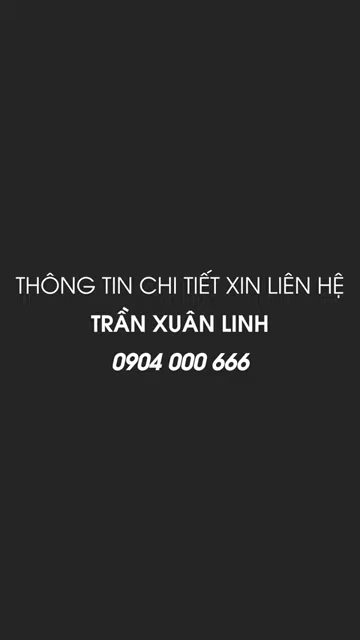 THÔNG TIN CHI TIẾT XIN LIÊN HỆ
TRẦN XUÂN LINH
0904 000 666